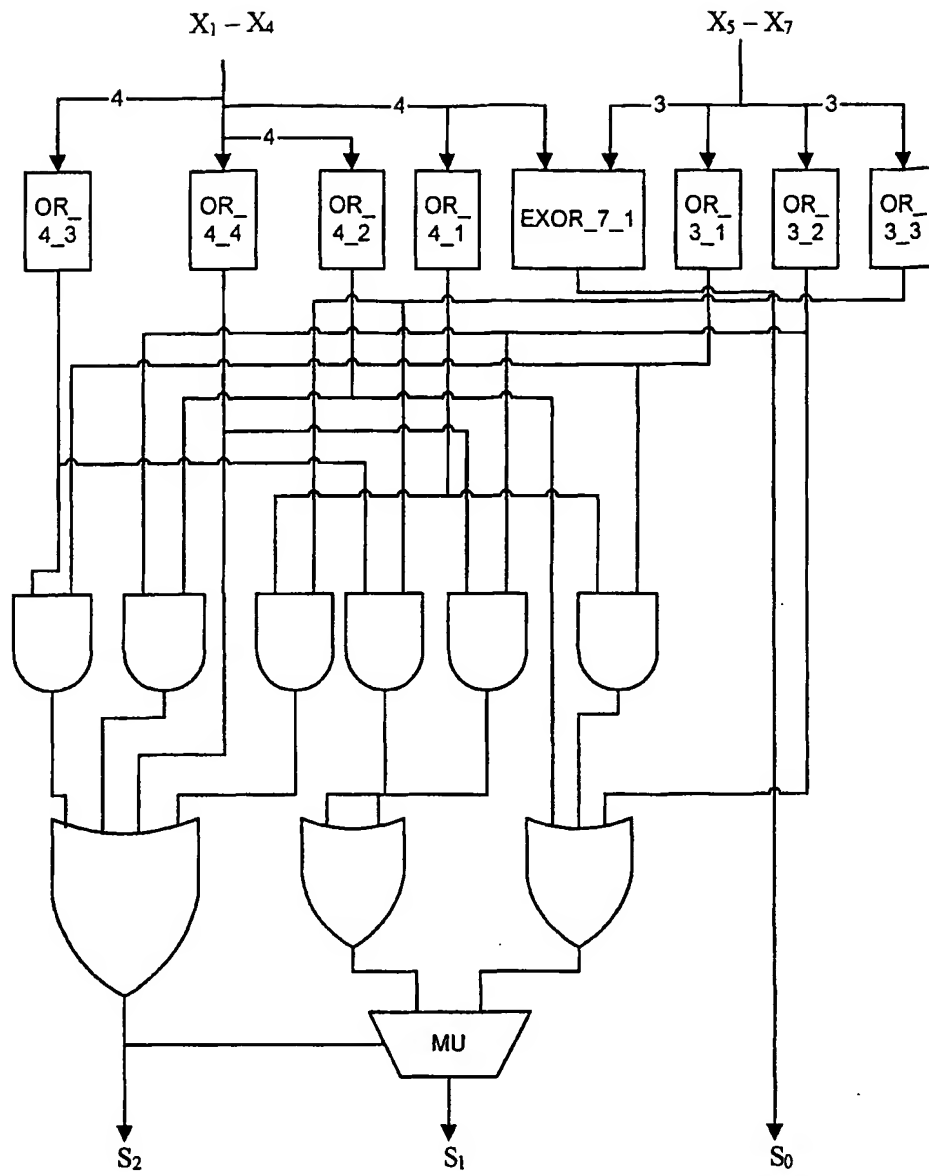 X₁ – X₄
X₅ – X₇
4
4
3
3
4
OR_
4_3
OR_
4_4
OR_
4_2
OR_
4_1
EXOR_7_1
OR_
3_1
OR_
3_2
OR_
3_3
MU
S₂
S₁
S₀